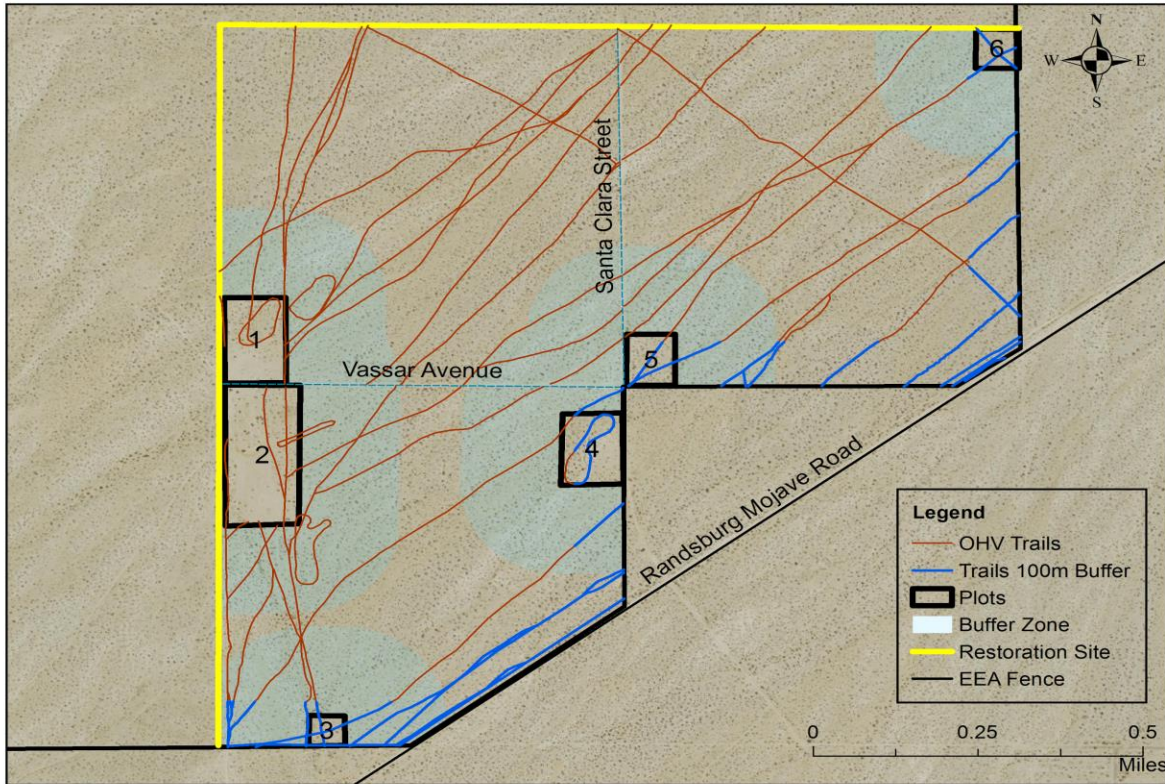 N
W E
S
6
Santa Clara Street
1
5
Vassar Avenue
2
4
Randsburg Mojave Road
3
Legend
OHV Trails
Trails 100m Buffer
Plots
Buffer Zone
Restoration Site
EEA Fence
0 0.25 0.5
Miles